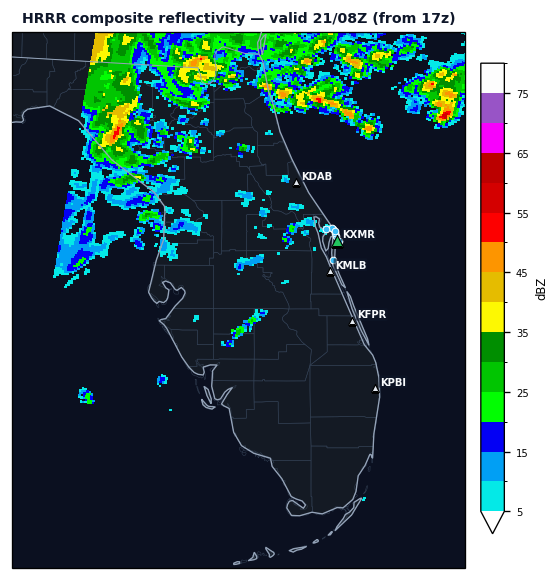 HRRR composite reflectivity — valid 21/08Z (from 17z)
75
65
55
45
35
25
15
5
dBZ
KDAB
KXMR
KMLB
KFPR
KPBI